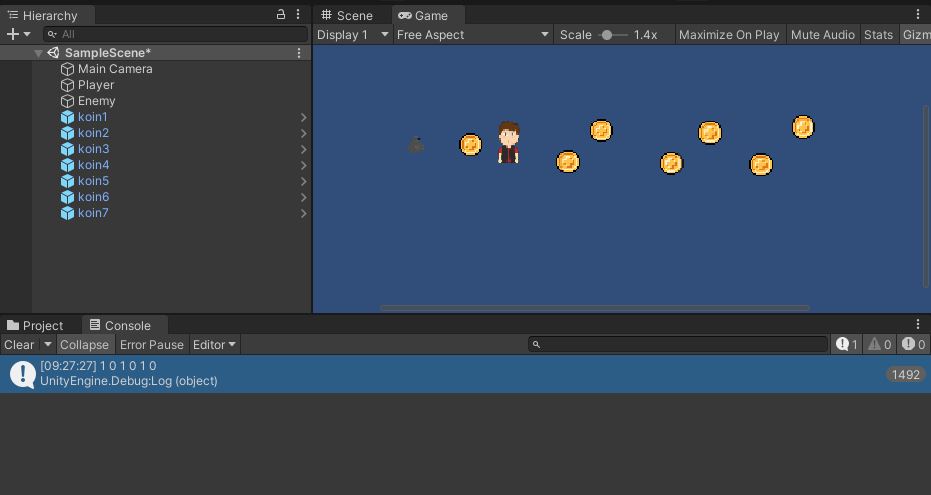 Hierarchy
All
SampleScene*
Main Camera
Player
Enemy
koin1
koin2
koin3
koin4
koin5
koin6
koin7
Scene Game
Display 1 Free Aspect Scale 1.4x Maximize On Play Mute Audio Stats Gizm
Project Console
Clear Collapse Error Pause Editor 1 0 0
[09:27:27] 1 0 1 0 1 0
UnityEngine.Debug:Log (object)
1492